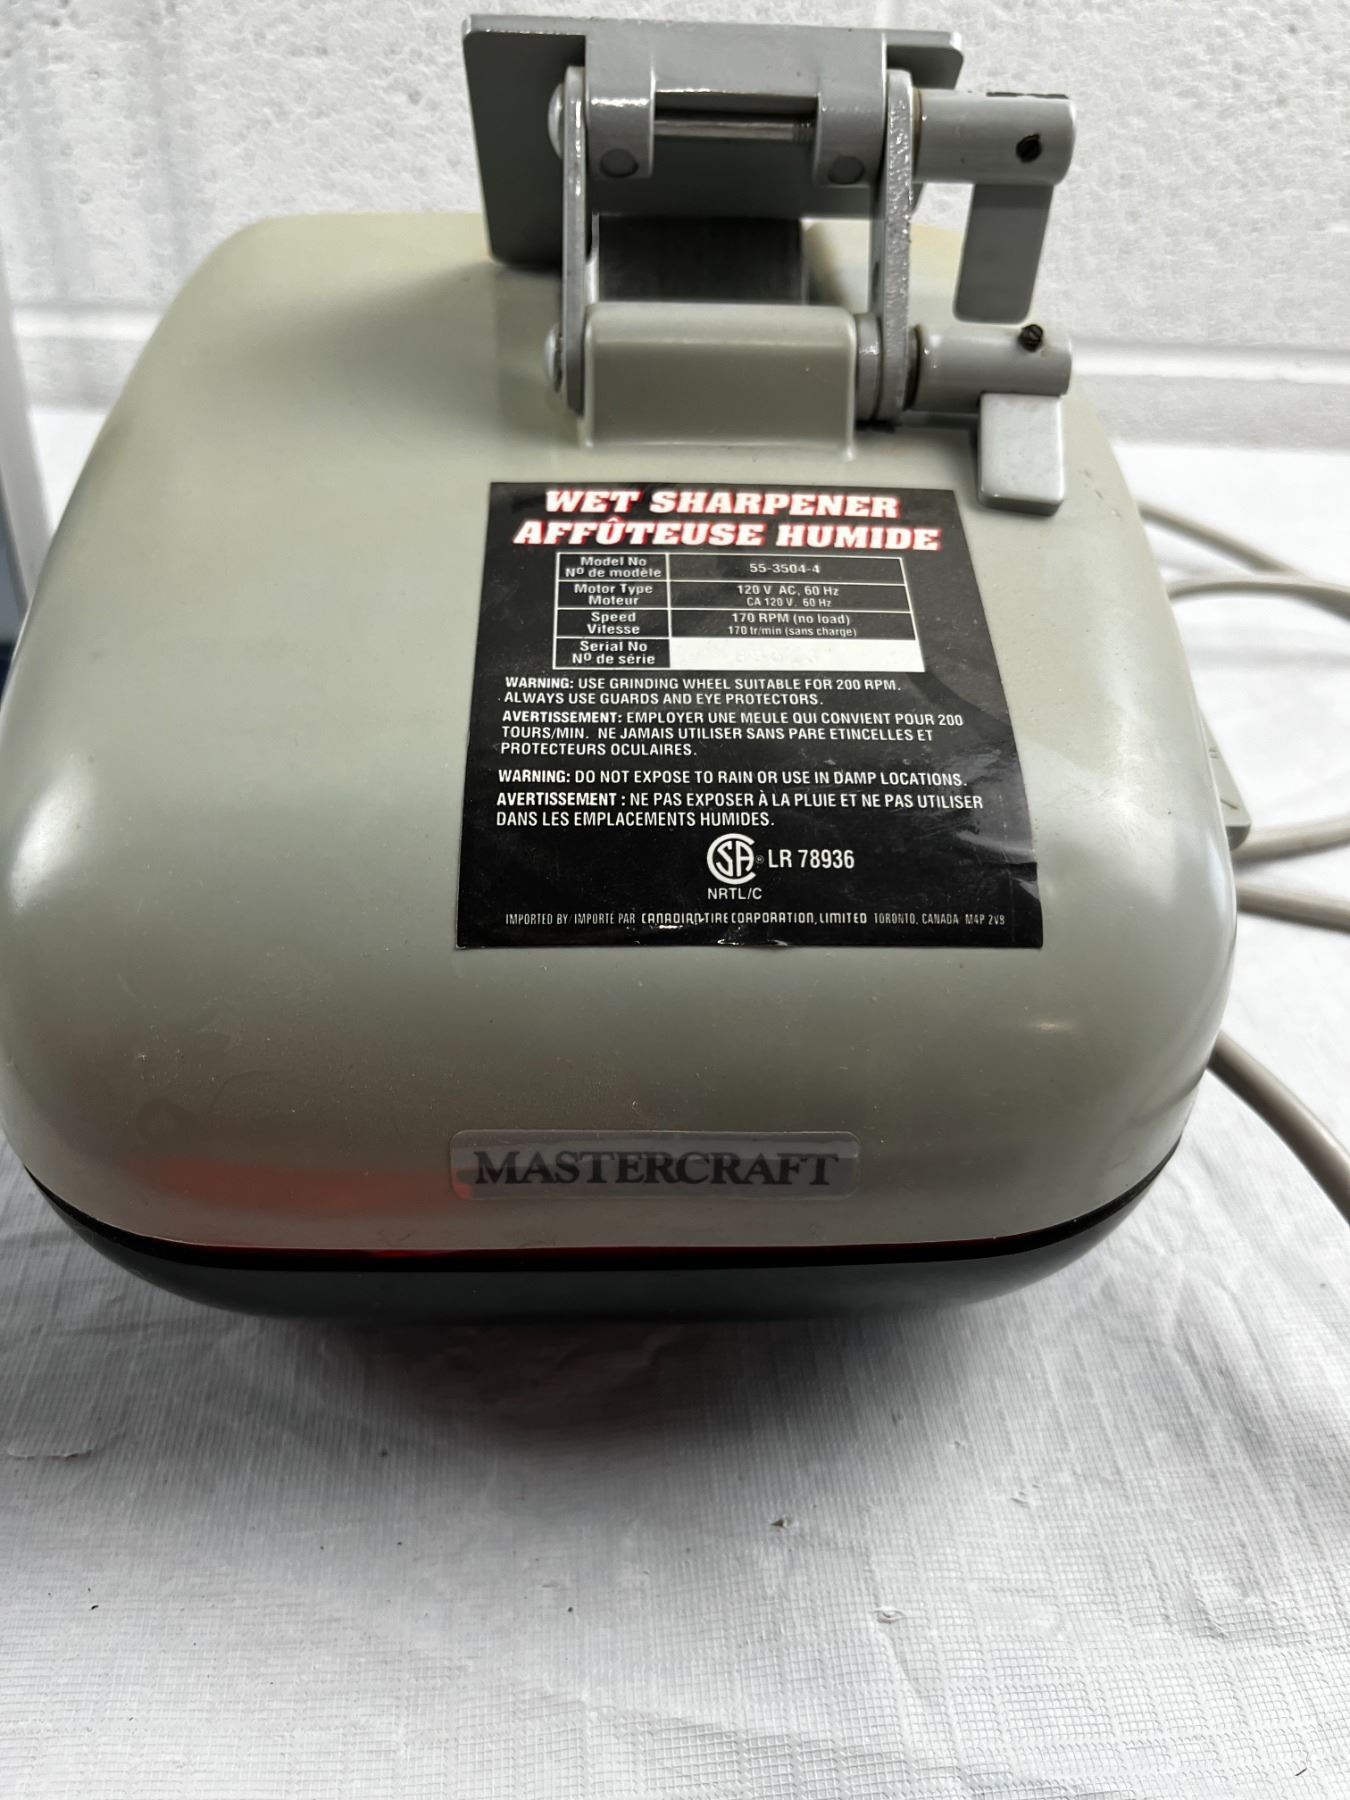 WET SHARPENER
AFFÛTEUSE HUMIDE
Model No
Nº de modèle
55-3504-4
Motor Type
Moteur
120 V AC, 60 Hz
CA 120 V, 60 Hz
Speed
Vitesse
170 RPM (no load)
170 tr/min (sans charge)
Serial No
Nº de série
WARNING: USE GRINDING WHEEL SUITABLE FOR 200 RPM.
ALWAYS USE GUARDS AND EYE PROTECTORS.
AVERTISSEMENT: EMPLOYER UNE MEULE QUI CONVIENT POUR 200
TOURS/MIN. NE JAMAIS UTILISER SANS PARE ETINCELLES ET
PROTECTEURS OCULAIRES.
WARNING: DO NOT EXPOSE TO RAIN OR USE IN DAMP LOCATIONS.
AVERTISSEMENT : NE PAS EXPOSER À LA PLUIE ET NE PAS UTILISER
DANS LES EMPLACEMENTS HUMIDES.
SA ® LR 78936
NRTL/C
IMPORTED BY/IMPORTÉ PAR CANADIAN TIRE CORPORATION, LIMITED TORONTO, CANADA M4P 2V8
MASTERCRAFT